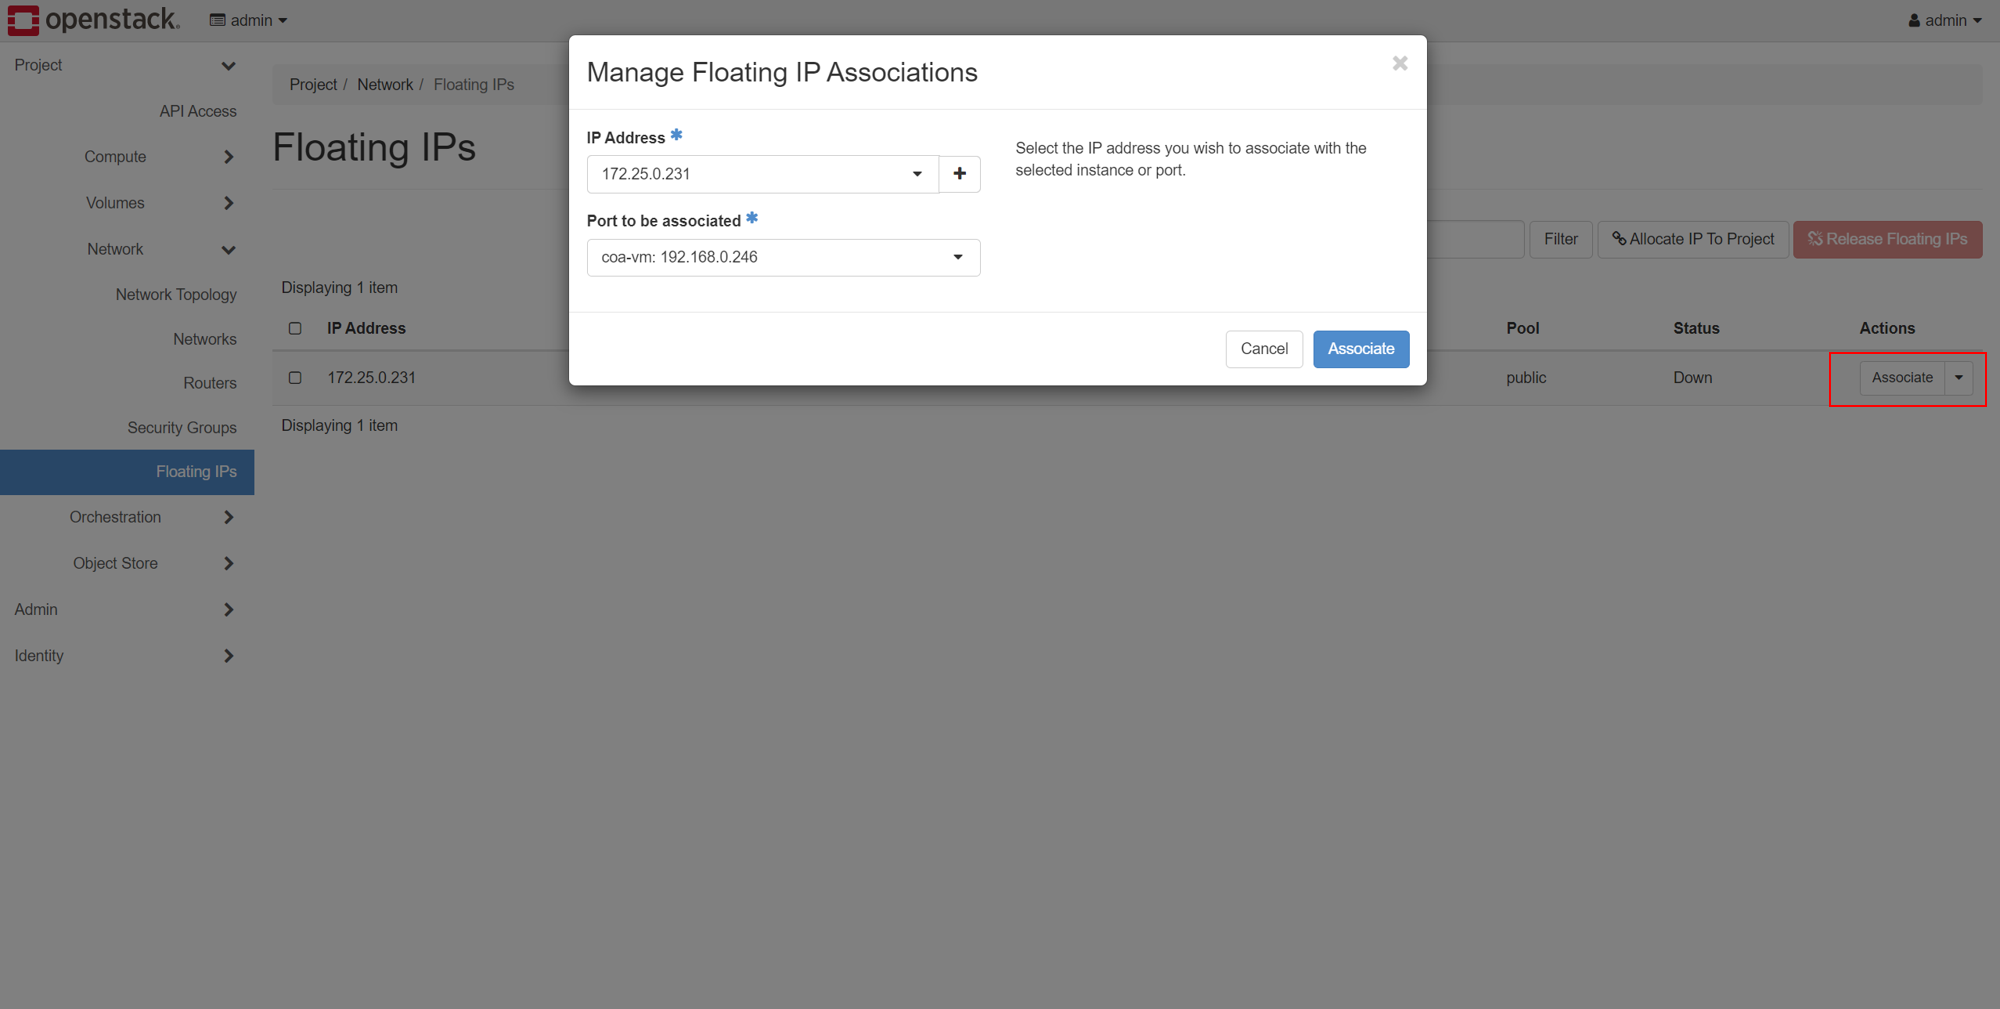 openstack. admin admin
Project
API Access
Compute
Volumes
Network
Network Topology
Networks
Routers
Security Groups
Floating IPs
Orchestration
Object Store
Admin
Identity
Project / Network / Floating IPs
Floating IPs
Filter Allocate IP To Project Release Floating IPs
Displaying 1 item
IP Address Pool Status Actions
172.25.0.231 public Down Associate
Displaying 1 item
Manage Floating IP Associations
IP Address *
172.25.0.231
Port to be associated *
coa-vm: 192.168.0.246
Select the IP address you wish to associate with the
selected instance or port.
Cancel Associate